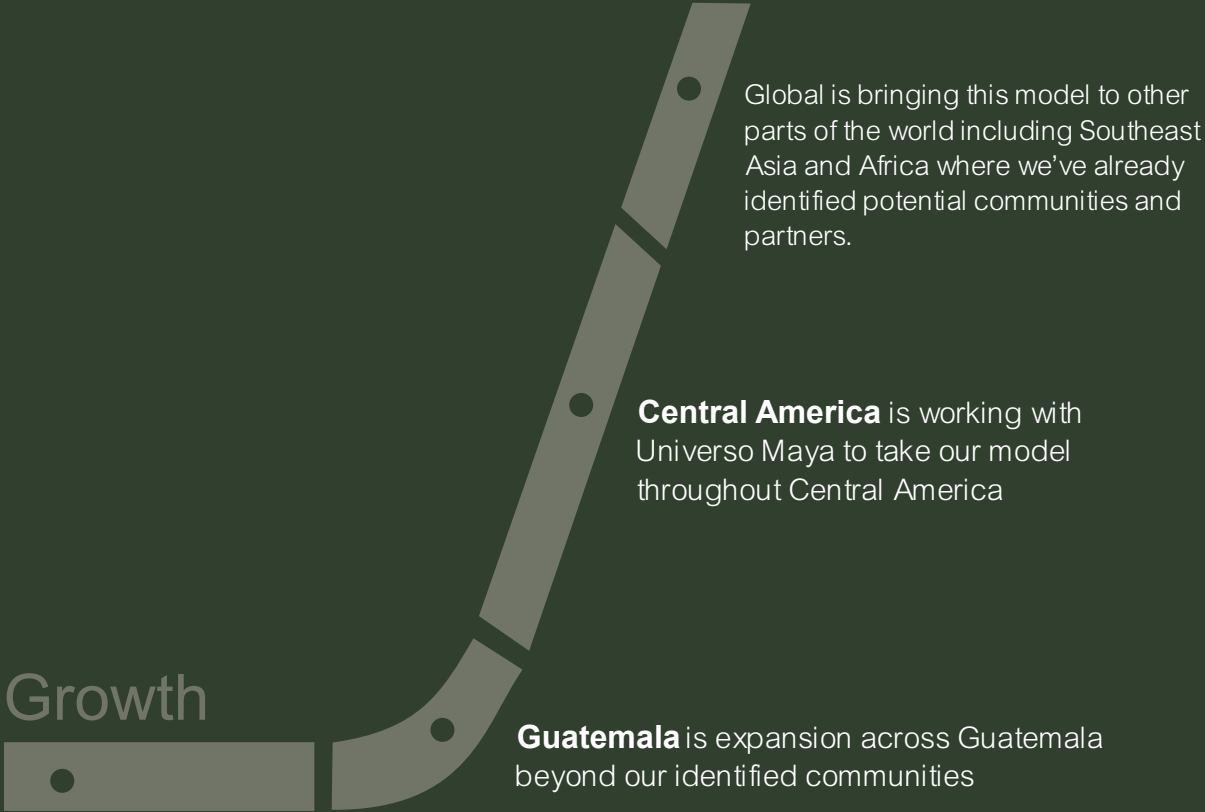 Global is bringing this model to other
parts of the world including Southeast
Asia and Africa where we’ve already
identified potential communities and
partners.
Central America is working with
Universo Maya to take our model
throughout Central America
Growth
Guatemala is expansion across Guatemala
beyond our identified communities